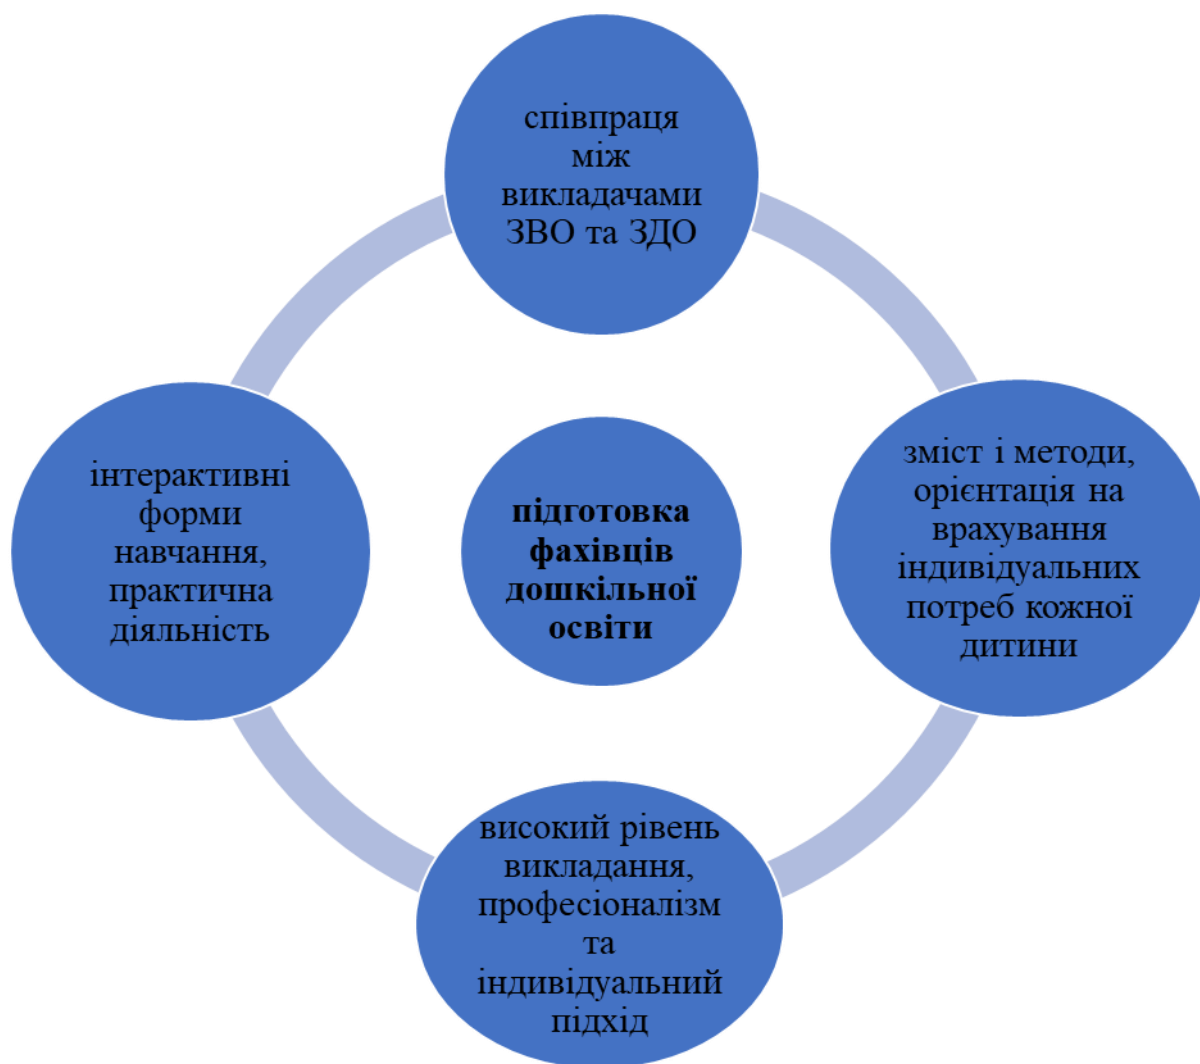 співпраця
між
викладачами
ЗВО та ЗДО
зміст і методи,
орієнтація на
врахування
індивідуальних
потреб кожної
дитини
високий рівень
викладання,
професіоналізм
та
індивідуальний
підхід
інтерактивні
форми
навчання,
практична
діяльність
підготовка
фахівців
дошкільної
освіти